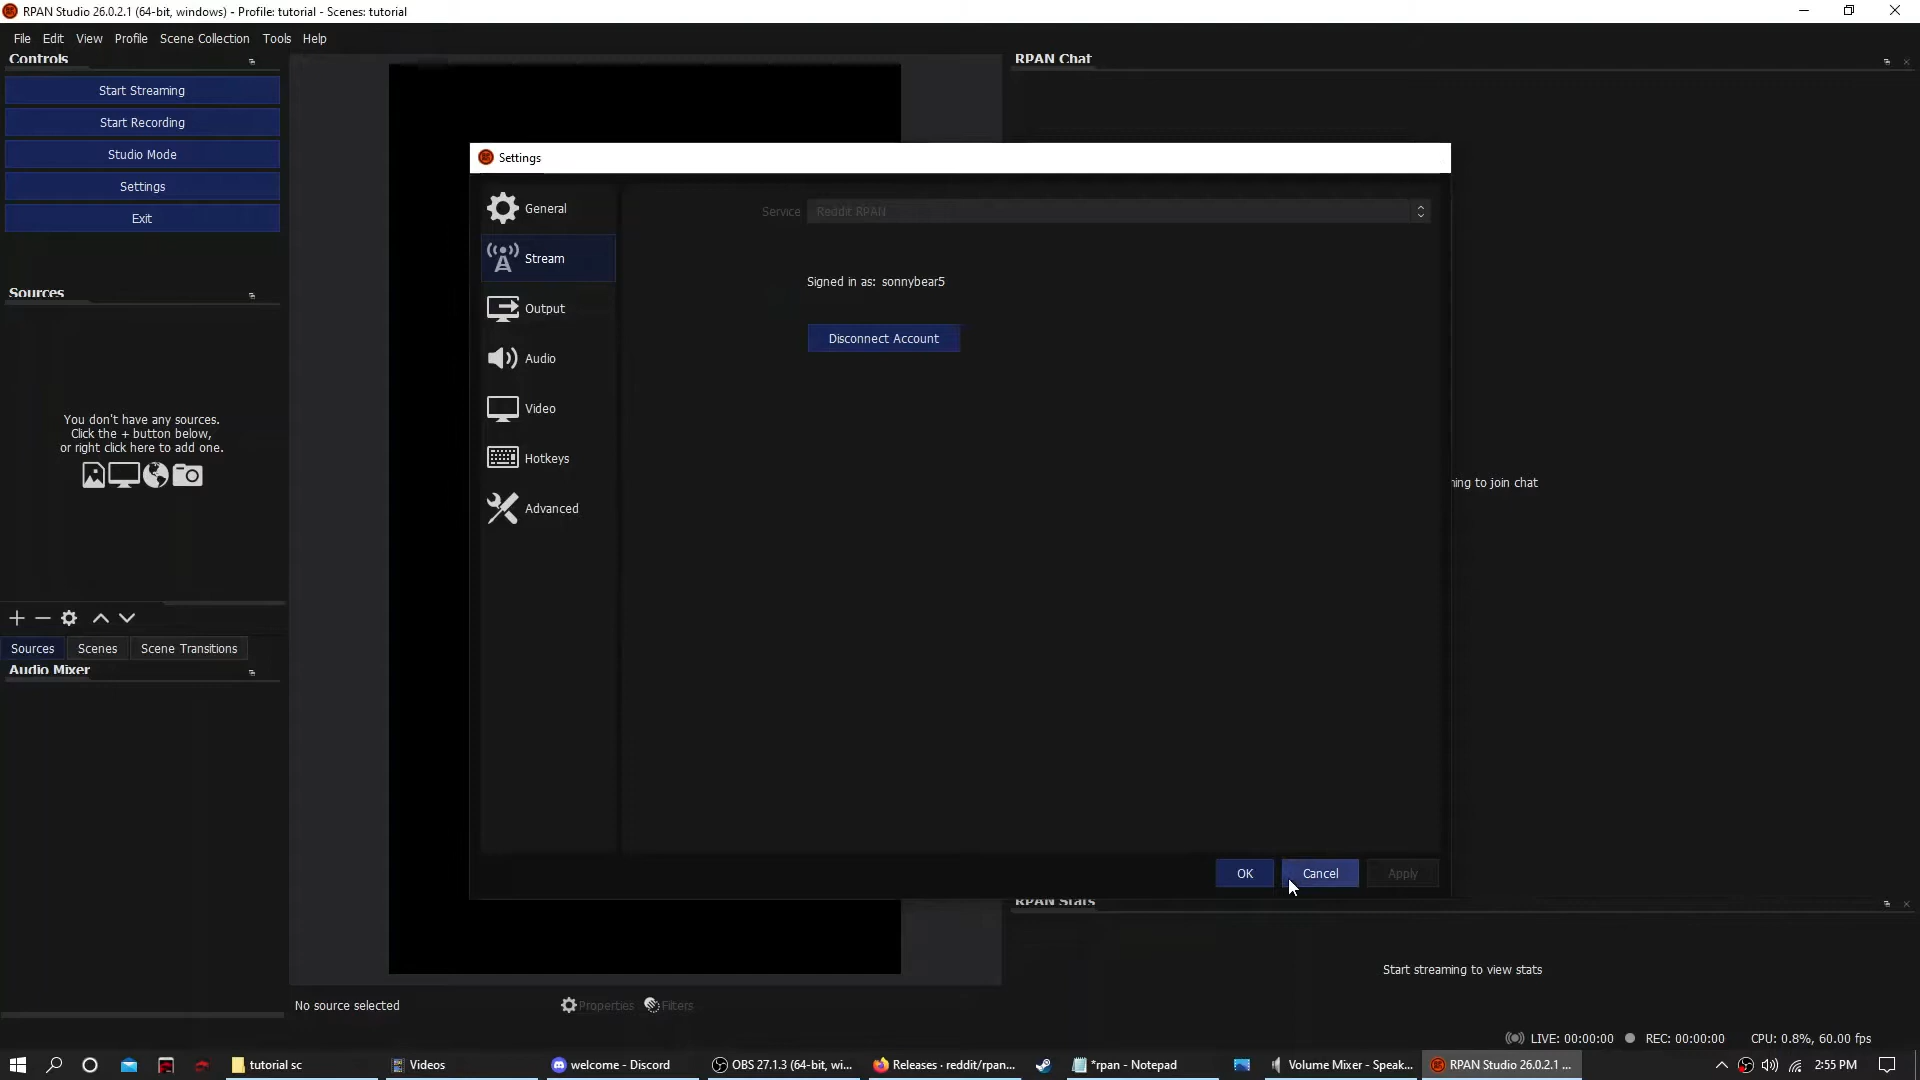 RPAN Studio 26.0.2.1 (64-bit, windows) - Profile: tutorial - Scenes: tutorial
File Edit View Profile Scene Collection Tools Help
Controls
Start Streaming
Start Recording
Studio Mode
Settings
Exit
Sources
You don't have any sources.
Click the + button below,
or right click here to add one.
Sources Scenes Scene Transitions
Audio Mixer
RPAN Chat
Settings
General
Stream
Output
Audio
Video
Hotkeys
Advanced
Service Reddit RPAN
Signed in as: sonnybear5
Disconnect Account
OK Cancel Apply
ing to join chat
RPAN Stats
Start streaming to view stats
No source selected Properties Filters
LIVE: 00:00:00 REC: 00:00:00 CPU: 0.8%, 60.00 fps
tutorial sc Videos welcome - Discord OBS 27.1.3 (64-bit, wi... Releases · reddit/rpan... *rpan - Notepad Volume Mixer - Speak... RPAN Studio 26.0.2.1 ... 2:55 PM